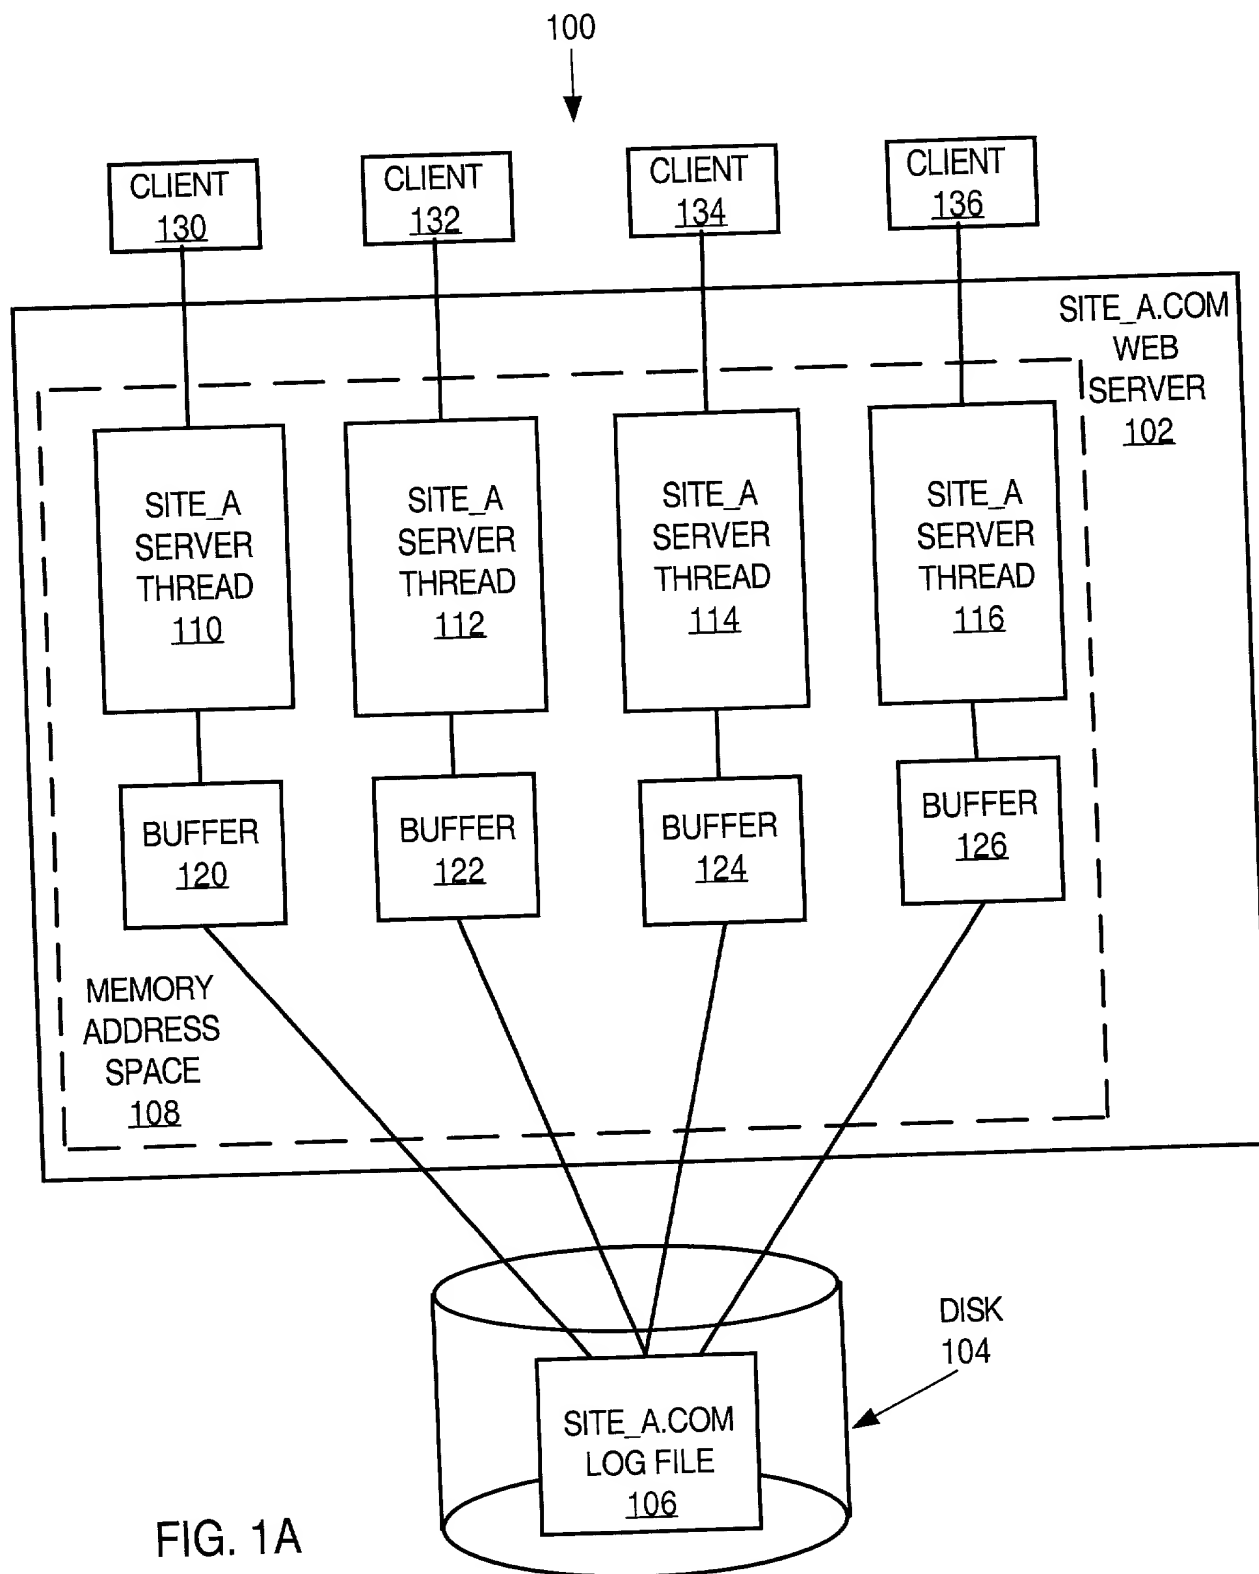 100
CLIENT
130
CLIENT
132
CLIENT
134
CLIENT
136
SITE_A.COM
WEB
SERVER
102
SITE_A
SERVER
THREAD
110
SITE_A
SERVER
THREAD
112
SITE_A
SERVER
THREAD
114
SITE_A
SERVER
THREAD
116
BUFFER
120
BUFFER
122
BUFFER
124
BUFFER
126
MEMORY
ADDRESS
SPACE
108
DISK
104
SITE_A.COM
LOG FILE
106
FIG. 1A